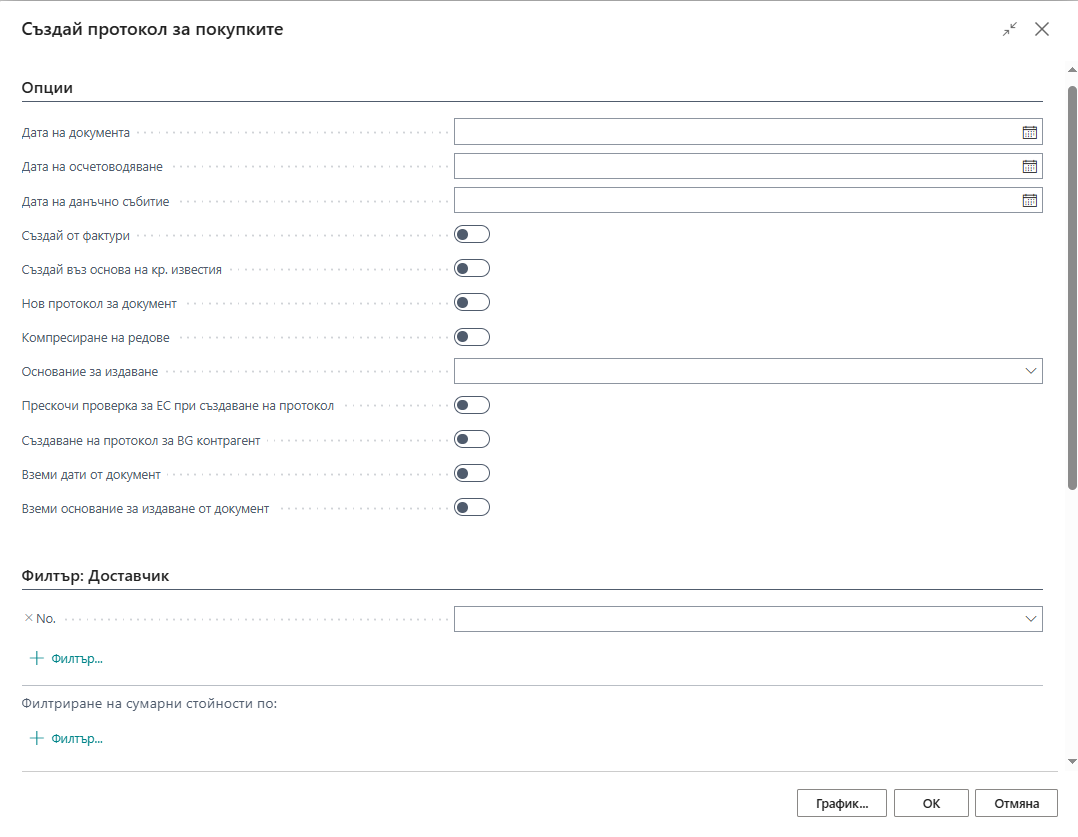 Създай протокол за покупките
Опции
Дата на документа
Дата на осчетоводяване
Дата на данъчно събитие
Създай от фактури
Създай въз основа на кр. известия
Нов протокол за документ
Компресиране на редове
Основание за издаване
Прескочи проверка за ЕС при създаване на протокол
Създаване на протокол за BG контрагент
Вземи дати от документ
Вземи основание за издаване от документ
Филтър: Доставчик
No.
Филтър...
Филтриране на сумарни стойности по:
Филтър...
График... ОК Отмяна